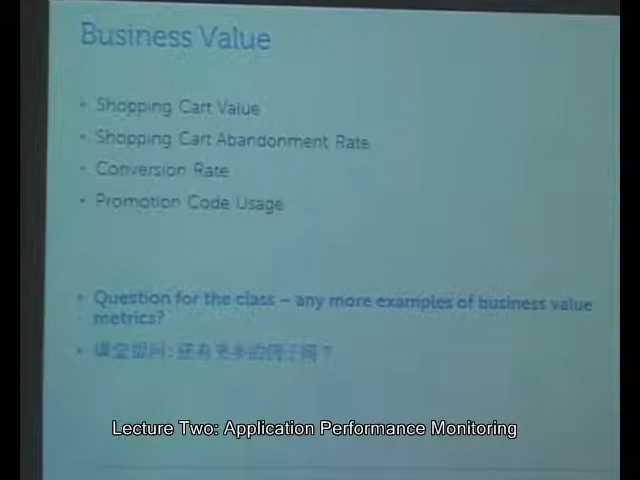 Business Value
• Shopping Cart Value
• Shopping Cart Abandonment Rate
• Conversion Rate
• Promotion Code Usage
• Question for the class – any more examples of business value
metrics?
• 课堂提问: 还有更多的例子吗？
Lecture Two: Application Performance Monitoring